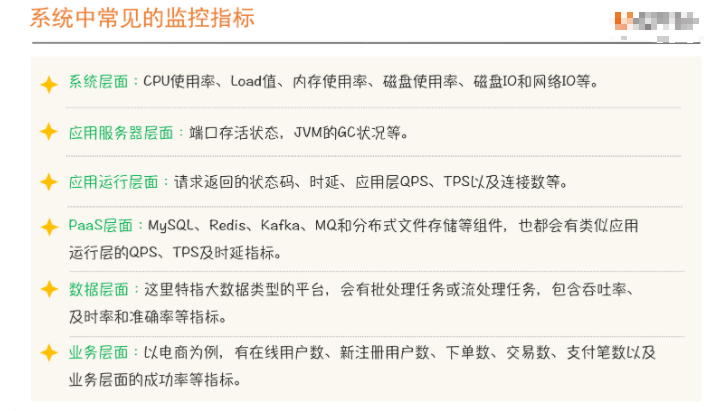 系统中常见的监控指标
系统层面：CPU使用率、Load值、内存使用率、磁盘使用率、磁盘IO和网络IO等。
应用服务器层面：端口存活状态，JVM的GC状况等。
应用运行层面：请求返回的状态码、时延、应用层QPS、TPS以及连接数等。
PaaS层面：MySQL、Redis、Kafka、MQ和分布式文件存储等组件，也都会有类似应用
运行层的QPS、TPS及时延指标。
数据层面：这里特指大数据类型的平台，会有批处理任务或流处理任务，包含吞吐率、
及时率和准确率等指标。
业务层面：以电商为例，有在线用户数、新注册用户数、下单数、交易数、支付笔数以及
业务层面的成功率等指标。